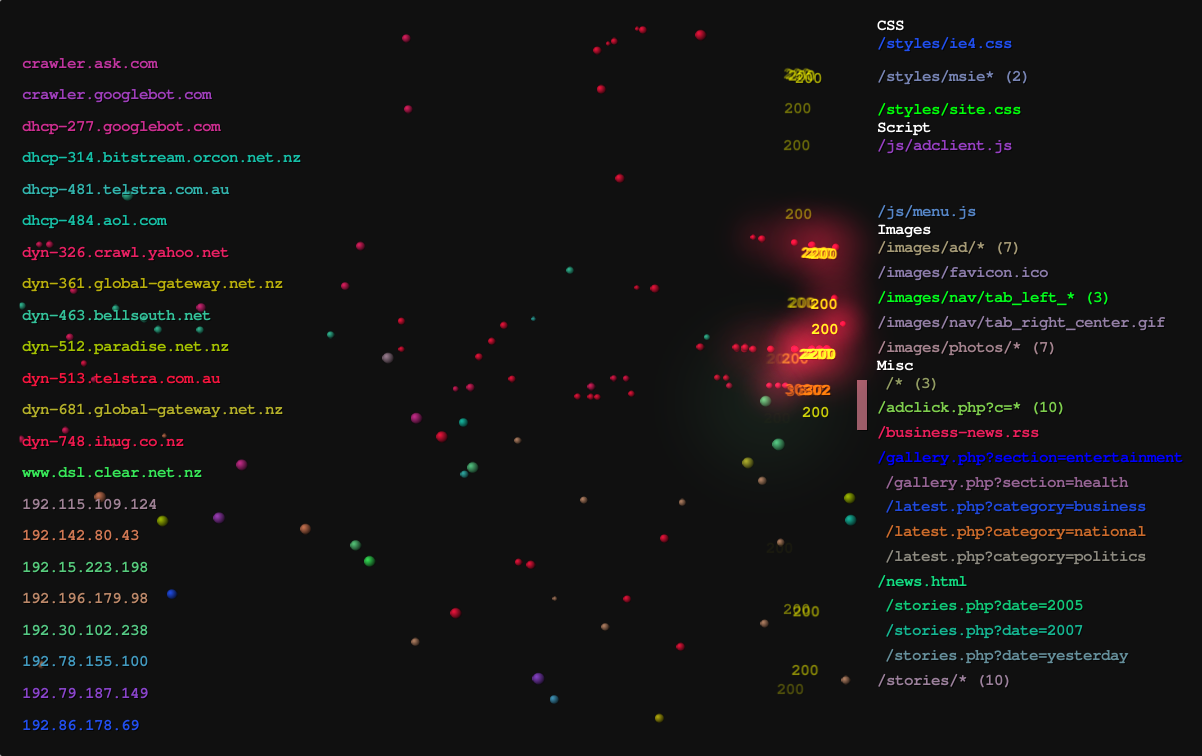 crawler.ask.com
crawler.googlebot.com
dhcp-277.googlebot.com
dhcp-314.bitstream.orcon.net.nz
dhcp-481.telstra.com.au
dhcp-484.aol.com
dyn-326.crawl.yahoo.net
dyn-361.global-gateway.net.nz
dyn-463.bellsouth.net
dyn-512.paradise.net.nz
dyn-513.telstra.com.au
dyn-681.global-gateway.net.nz
dyn-748.ihug.co.nz
www.dsl.clear.net.nz
192.115.109.124
192.142.80.43
192.15.223.198
192.196.179.98
192.30.102.238
192.78.155.100
192.79.187.149
192.86.178.69
200
200
200
200
200
200
200
200
200
302
200
200
200
200
200
CSS
/styles/ie4.css
/styles/msie* (2)
/styles/site.css
Script
/js/adclient.js
/js/menu.js
Images
/images/ad/* (7)
/images/favicon.ico
/images/nav/tab_left_* (3)
/images/nav/tab_right_center.gif
/images/photos/* (7)
Misc
/* (3)
/adclick.php?c=* (10)
/business-news.rss
/gallery.php?section=entertainment
/gallery.php?section=health
/latest.php?category=business
/latest.php?category=national
/latest.php?category=politics
/news.html
/stories.php?date=2005
/stories.php?date=2007
/stories.php?date=yesterday
/stories/* (10)